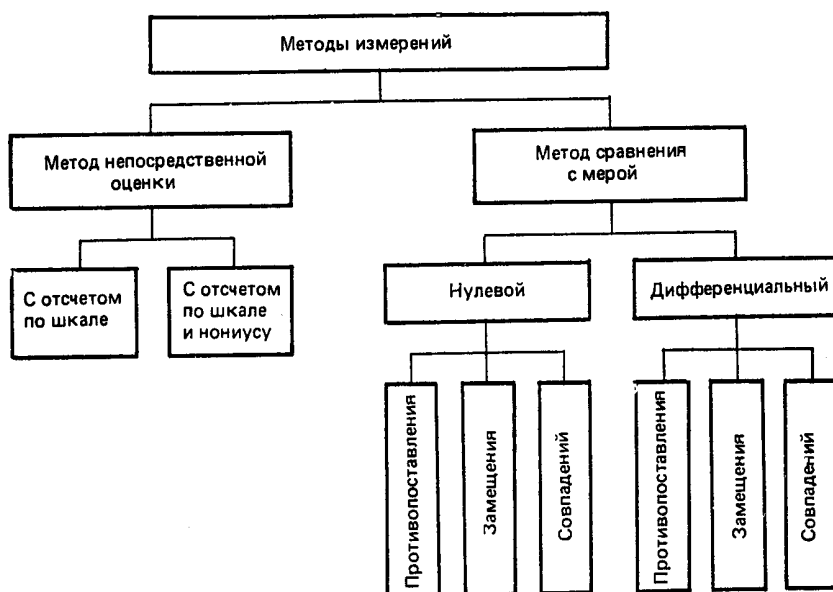 Методы измерений
Метод непосредственной
оценки
Метод сравнения
с мерой
С отсчетом
по шкале
С отсчетом
по шкале
и нониусу
Нулевой
Дифференциальный
Противопоставления
Замещения
Совпадений
Противопоставления
Замещения
Совпадений